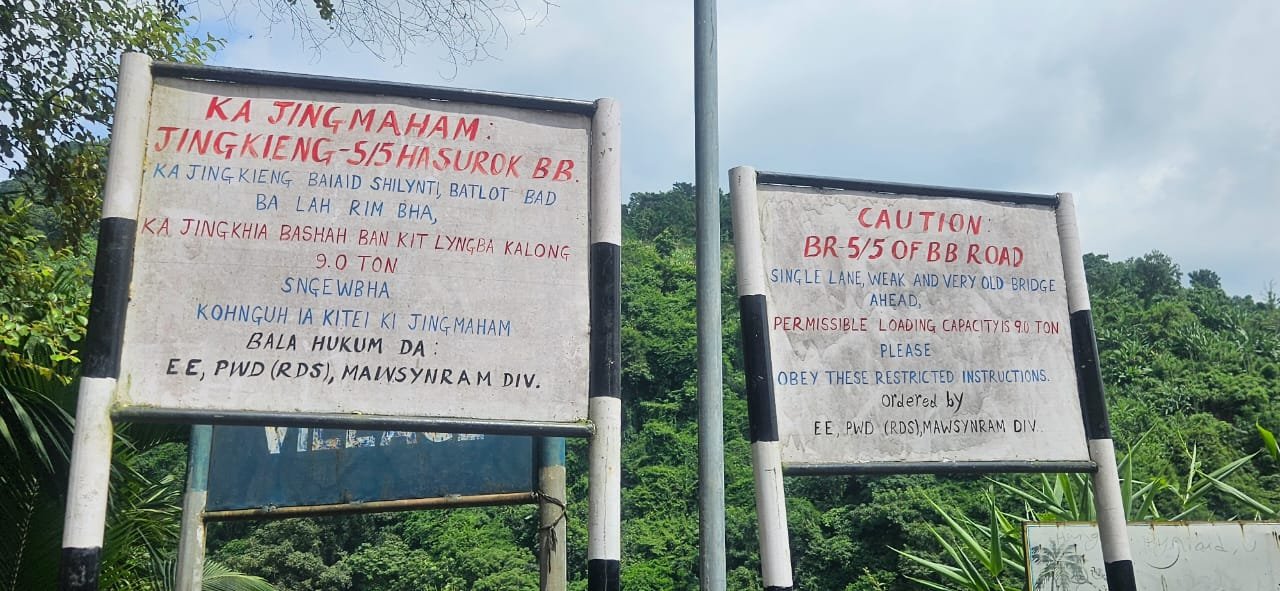 KA JINGMAHAM:
JINGKIENG-5/5 HASUROK BB.
KA JINGKIENG BAIAID SHILYNTI, BATLOT BAD
BA LAH RIM BHA,
KA JINGKHIA BASHAH BAN KIT LYNGBA KALONG
9.0 TON
SNGEWBHA
KOHNGUH IA KITEI KI JINGMAHAM
BALA HUKUM DA:
EE, PWD (RDS), MAWSYNRAM DIV.
VILLAGE
CAUTION:
BR-5/5 OF BB ROAD
SINGLE LANE, WEAK AND VERY OLD BRIDGE
AHEAD,
PERMISSIBLE LOADING CAPACITY IS 9.0 TON
PLEASE
OBEY THESE RESTRICTED INSTRUCTIONS.
Ordered by
EE, PWD (RDS), MAWSYNRAM DIV..